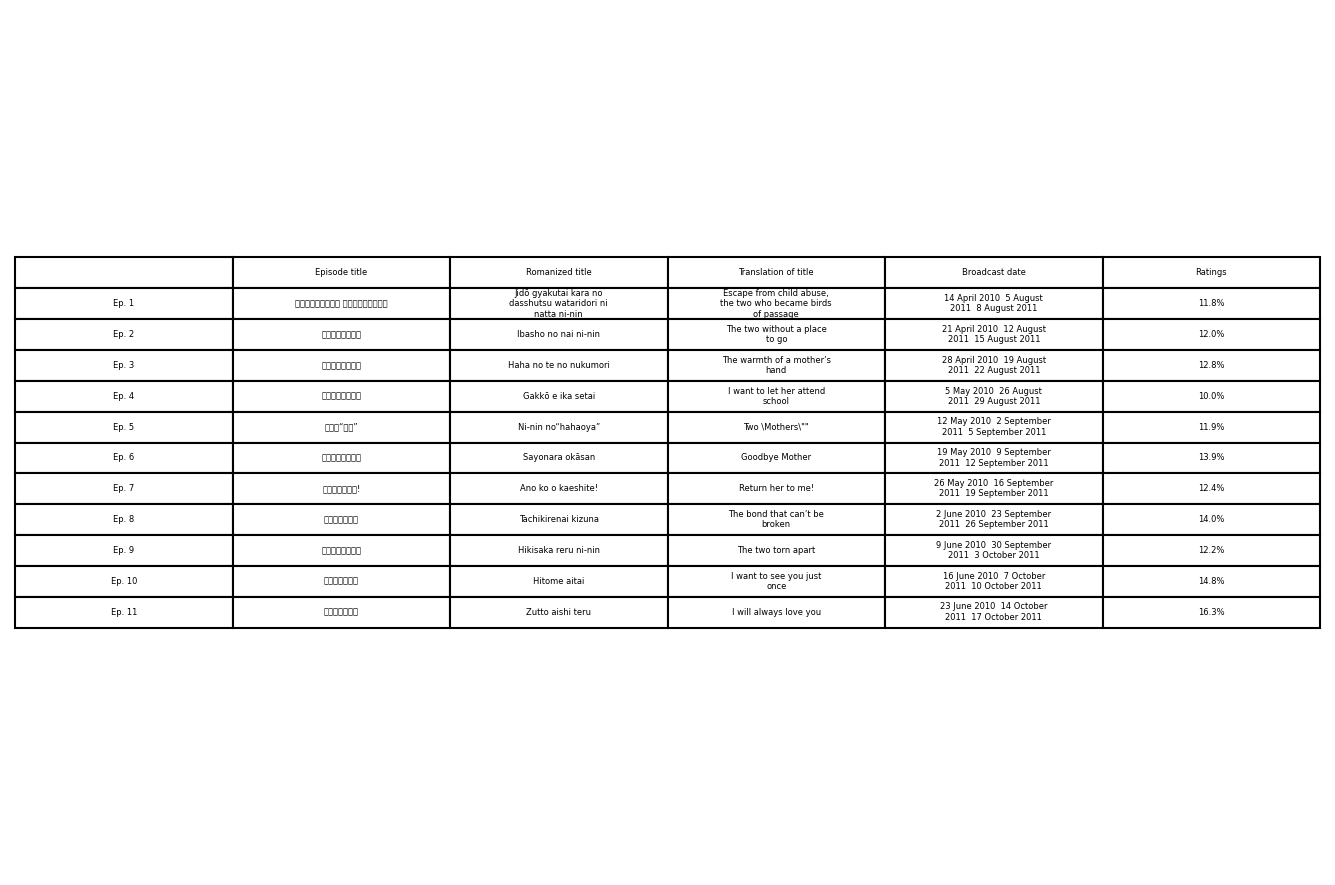 Episode title Romanized title Translation of title Broadcast date Ratings
Ep. 1
Jidō gyakutai kara no
dasshutsu wataridori ni
natta ni-nin
Escape from child abuse,
the two who became birds
of passage
14 April 2010 5 August
2011 8 August 2011
11.8%
Ep. 2
Ibasho no nai ni-nin
The two without a place
to go
21 April 2010 12 August
2011 15 August 2011
12.0%
Ep. 3
Haha no te no nukumori
The warmth of a mother’s
hand
28 April 2010 19 August
2011 22 August 2011
12.8%
Ep. 4
Gakkō e ika setai
I want to let her attend
school
5 May 2010 26 August
2011 29 August 2011
10.0%
Ep. 5
Ni-nin no“hahaoya”
Two \Mothers\""
12 May 2010 2 September
2011 5 September 2011
11.9%
Ep. 6
Sayonara okāsan
Goodbye Mother
19 May 2010 9 September
2011 12 September 2011
13.9%
Ep. 7
Ano ko o kaeshite!
Return her to me!
26 May 2010 16 September
2011 19 September 2011
12.4%
Ep. 8
Tachikirenai kizuna
The bond that can’t be
broken
2 June 2010 23 September
2011 26 September 2011
14.0%
Ep. 9
Hikisaka reru ni-nin
The two torn apart
9 June 2010 30 September
2011 3 October 2011
12.2%
Ep. 10
Hitome aitai
I want to see you just
once
16 June 2010 7 October
2011 10 October 2011
14.8%
Ep. 11
Zutto aishi teru
I will always love you
23 June 2010 14 October
2011 17 October 2011
16.3%